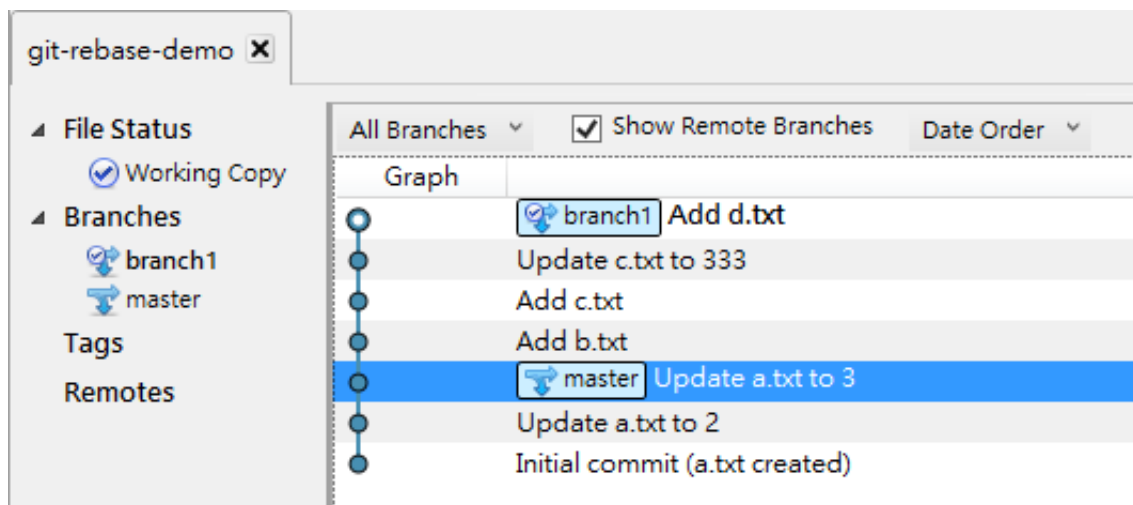 git-rebase-demo
File Status
Working Copy
Branches
branch1
master
Tags
Remotes
All Branches Show Remote Branches Date Order
Graph
branch1 Add d.txt
Update c.txt to 333
Add c.txt
Add b.txt
master Update a.txt to 3
Update a.txt to 2
Initial commit (a.txt created)